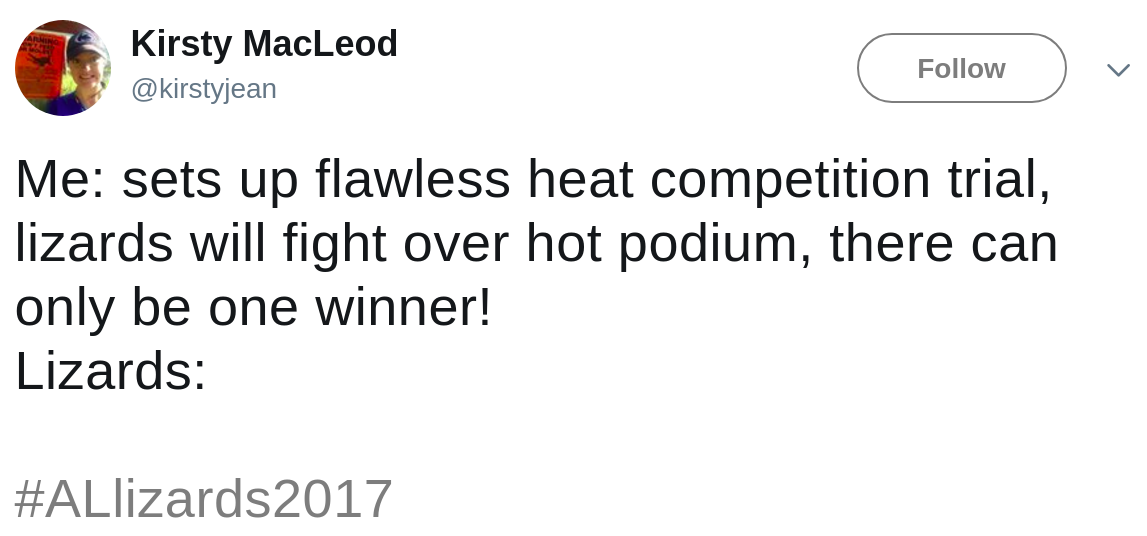 Kirsty MacLeod
@kirstyjean
Follow
Me: sets up flawless heat competition trial,
lizards will fight over hot podium, there can
only be one winner!
Lizards:
#ALlizards2017